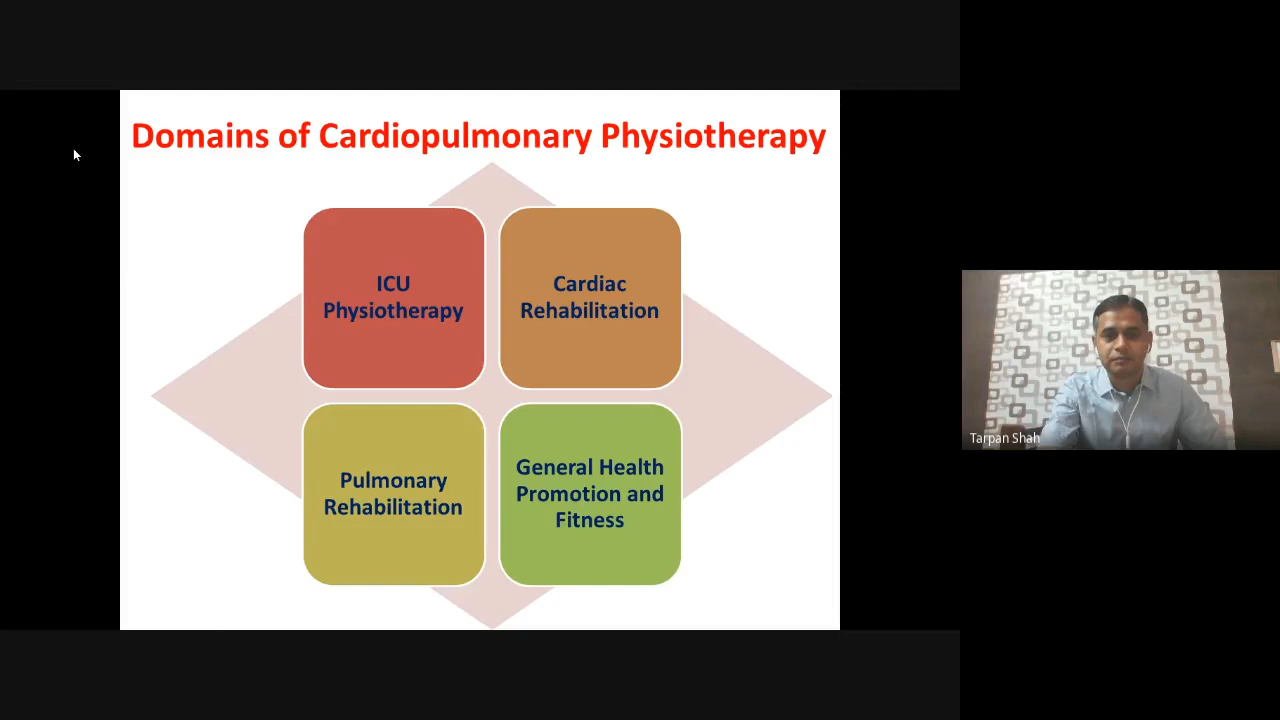 Domains of Cardiopulmonary Physiotherapy
ICU
Physiotherapy
Cardiac
Rehabilitation
Pulmonary
Rehabilitation
General Health
Promotion and
Fitness
Tarpan Shah